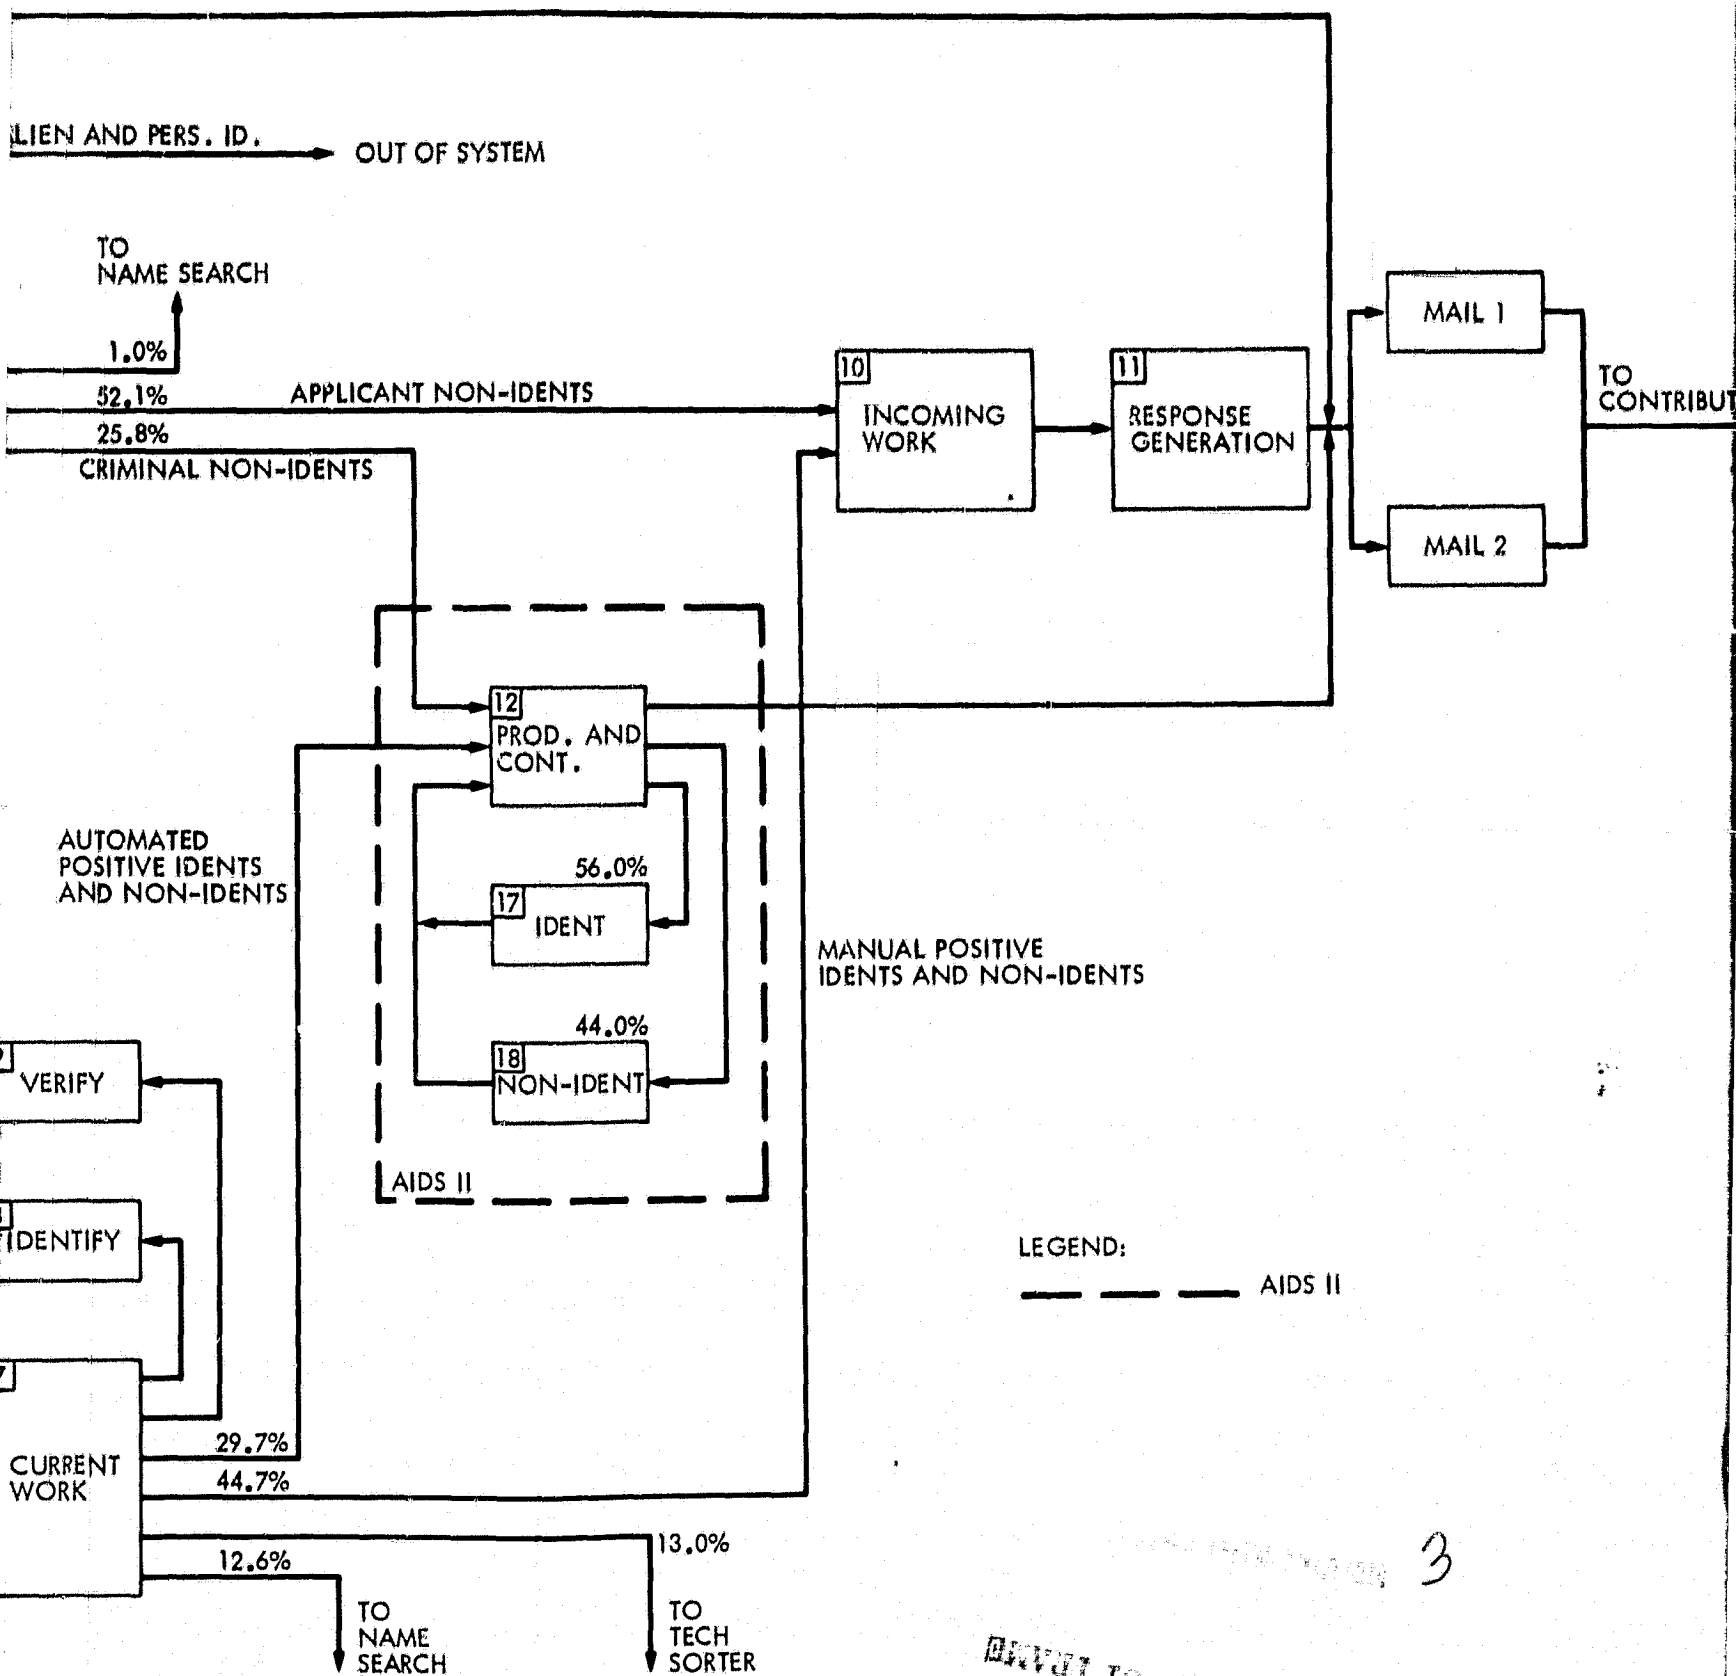 LIEN AND PERS. ID.
OUT OF SYSTEM
TO
NAME SEARCH
1.0%
52.1%
APPLICANT NON-IDENTS
25.8%
CRIMINAL NON-IDENTS
10
INCOMING
WORK
11
RESPONSE
GENERATION
MAIL 1
MAIL 2
TO
CONTRIBUT
12
PROD. AND
CONT.
AUTOMATED
POSITIVE IDENTS
AND NON-IDENTS
56.0%
17
IDENT
44.0%
18
NON-IDENT
AIDS II
MANUAL POSITIVE
IDENTS AND NON-IDENTS
VERIFY
IDENTIFY
7
CURRENT
WORK
29.7%
44.7%
13.0%
12.6%
TO
NAME
SEARCH
TO
TECH
SORTER
LEGEND:
AIDS II
3